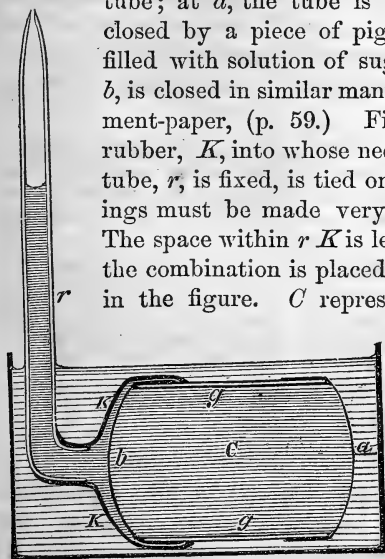 tube; at a, the tube is
closed by a piece of pig
filled with solution of sug
b, is closed in similar man
ment-paper, (p. 59.) Fi
rubber, K, into whose nec
tube, r, is fixed, is tied or
ings must be made very
The space within r K is le
the combination is placed
in the figure. C repres
r
K
g
b
C
a
K
g